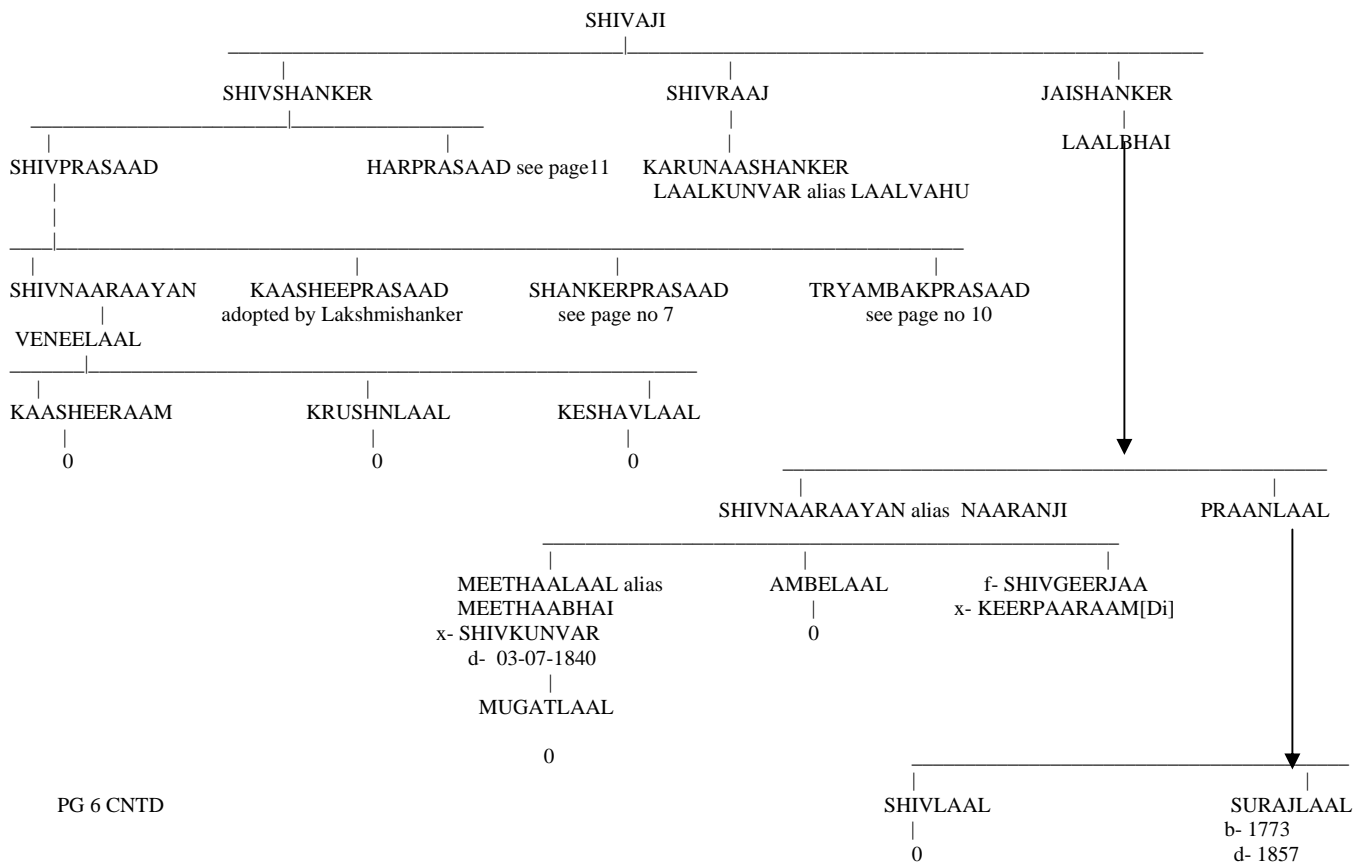 SHIVAJI
SHIVSHANKER SHIVRAAJ JAISHANKER
LAALBHAI
SHIVPRASAAD HARPRASAAD see page11 KARUNAASHANKER
LAALKUNVAR alias LAALVAHU
SHIVNAARAAYAN KAASHEEPRASAAD SHANKERPRASAAD TRYAMBAKPRASAAD
adopted by Lakshmishanker see page no 7 see page no 10
VENEELAAL
KAASHEERAAM KRUSHNLAAL KESHAVLAAL
0 0 0
SHIVNAARAAYAN alias NAARANJI PRAANLAAL
MEETHAALAAL alias AMBELAAL f- SHIVGEERJAA
MEETHAABHAI x- KEERPAARAAM[Di]
x- SHIVKUNVAR 0
d- 03-07-1840
MUGATLAAL
0
PG 6 CNTD SHIVLAAL SURAJLAAL
b- 1773
0 d- 1857